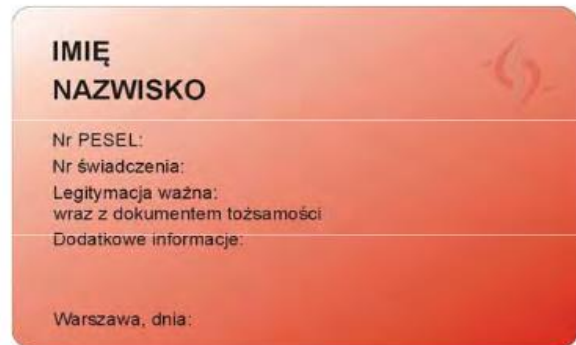 IMIĘ
NAZWISKO
Nr PESEL:
Nr świadczenia:
Legitymacja ważna:
wraz z dokumentem tożsamości
Dodatkowe informacje:
Warszawa, dnia: